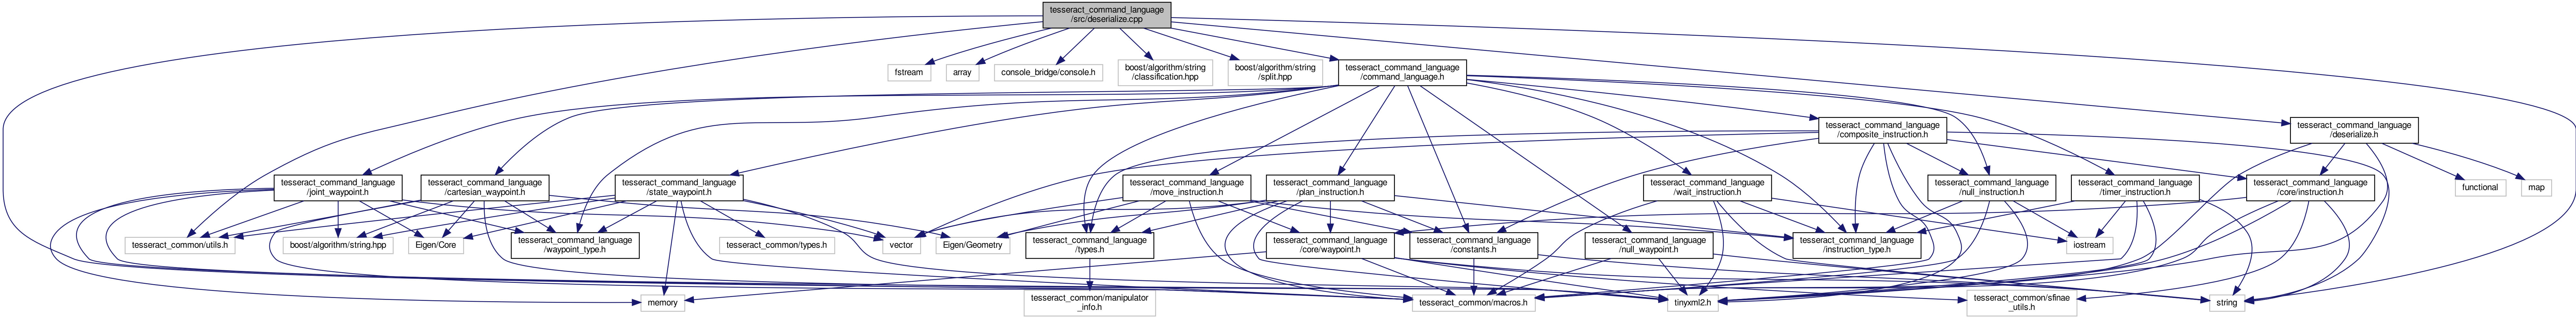 tesseract_command_language
/src/deserialize.cpp
fstream
array
console_bridge/console.h
boost/algorithm/string
/classification.hpp
boost/algorithm/string
/split.hpp
tesseract_command_language
/command_language.h
tesseract_command_language
/composite_instruction.h
tesseract_command_language
/deserialize.h
tesseract_command_language
/joint_waypoint.h
tesseract_command_language
/cartesian_waypoint.h
tesseract_command_language
/state_waypoint.h
tesseract_command_language
/move_instruction.h
tesseract_command_language
/plan_instruction.h
tesseract_command_language
/wait_instruction.h
tesseract_command_language
/null_instruction.h
tesseract_command_language
/timer_instruction.h
tesseract_command_language
/core/instruction.h
functional
map
tesseract_common/utils.h
boost/algorithm/string.hpp
Eigen/Core
tesseract_command_language
/waypoint_type.h
tesseract_common/types.h
vector
Eigen/Geometry
tesseract_command_language
/types.h
tesseract_command_language
/core/waypoint.h
tesseract_command_language
/constants.h
tesseract_command_language
/null_waypoint.h
tesseract_command_language
/instruction_type.h
iostream
memory
tesseract_common/manipulator
_info.h
tesseract_common/macros.h
tinyxml2.h
tesseract_common/sfinae
_utils.h
string